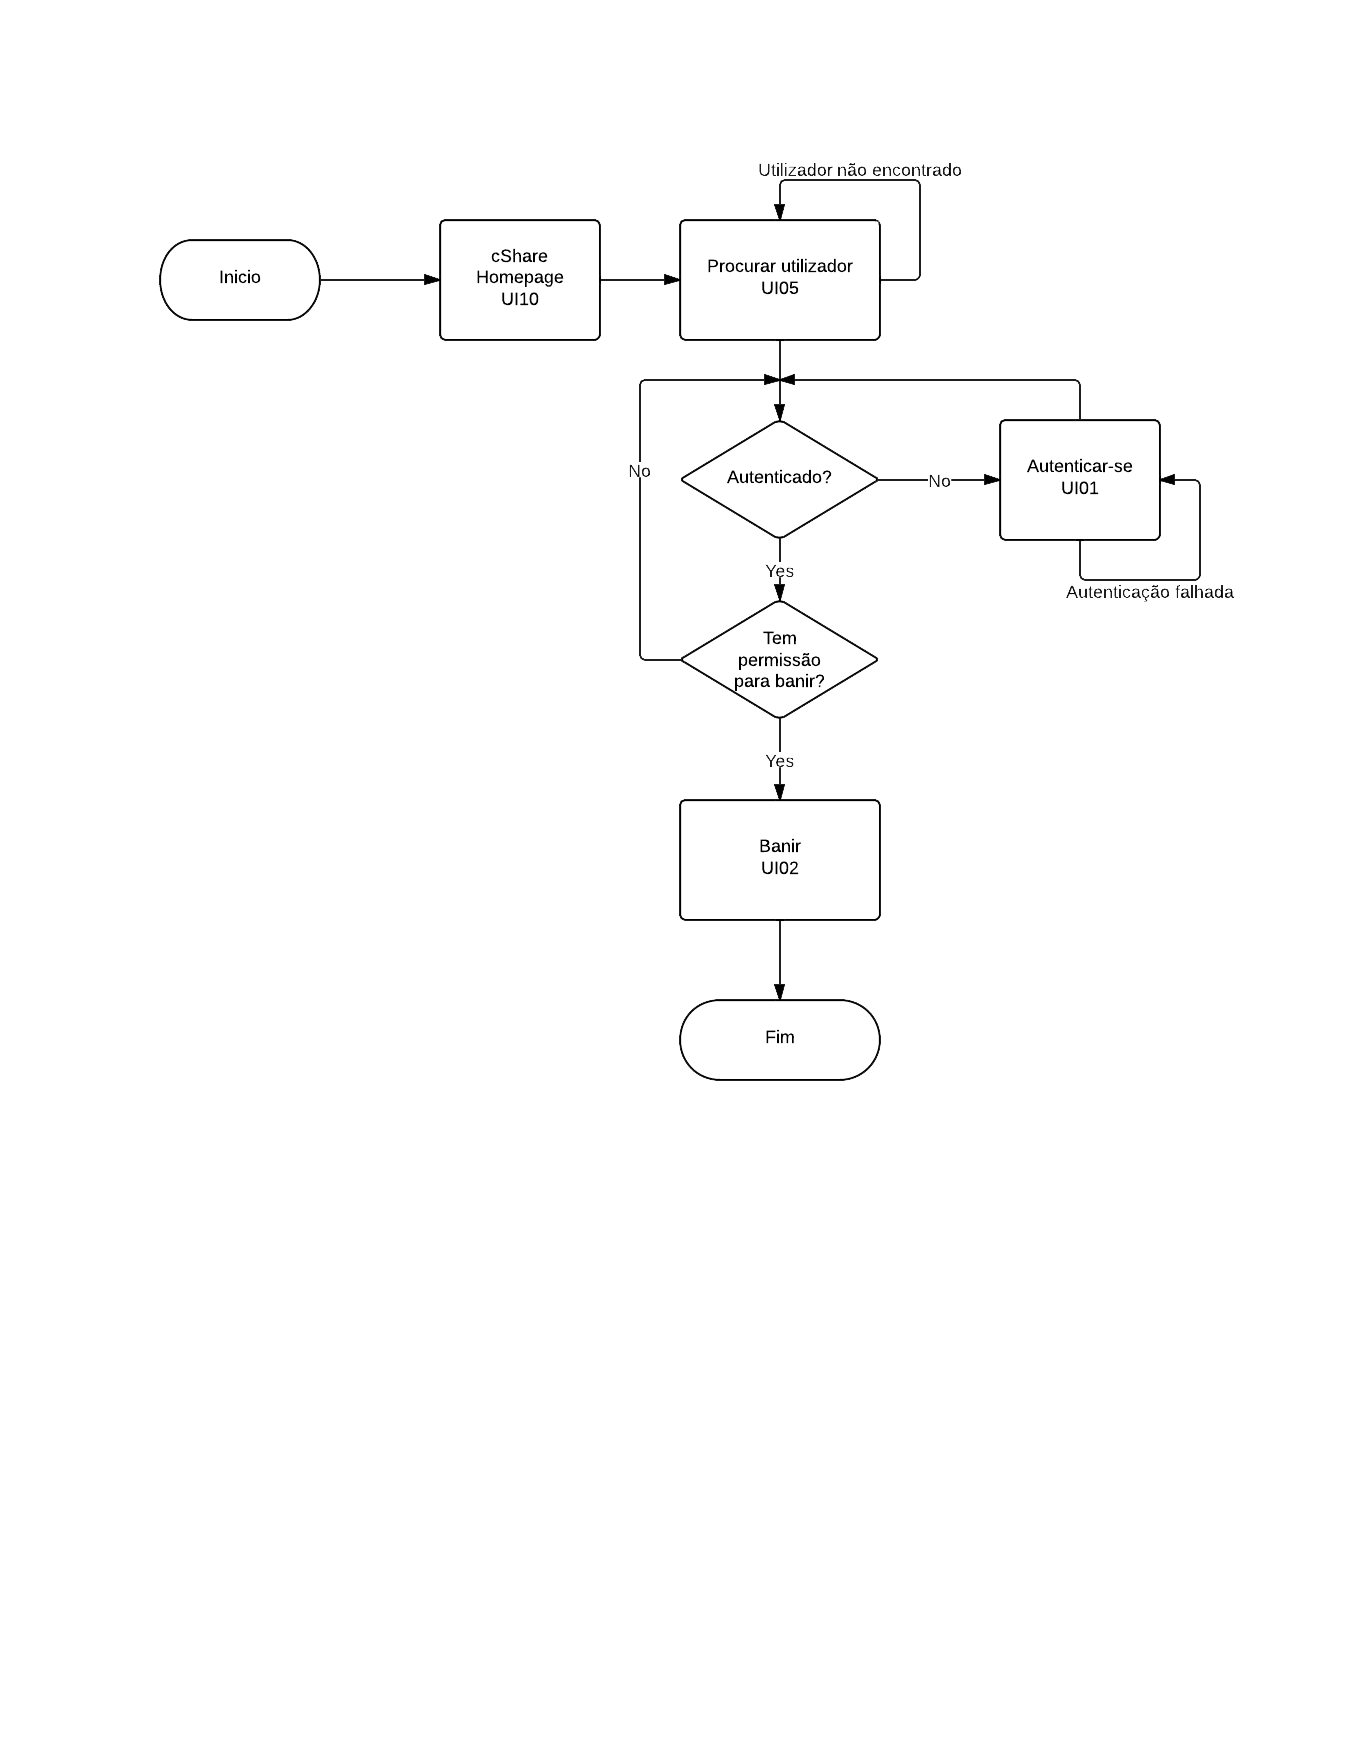 Utilizador não encontrado
Inicio
cShare
Homepage
UI10
Procurar utilizador
UI05
No
Autenticado?
No
Autenticar-se
UI01
Yes
Autenticação falhada
Tem
permissão
para banir?
Yes
Banir
UI02
Fim